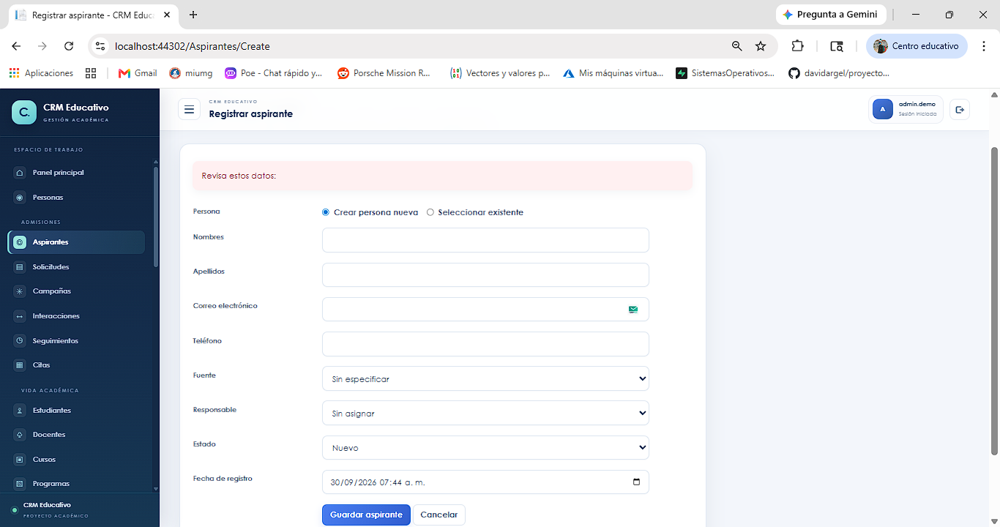 Registrar aspirante - CRM Educ
Pregunta a Gemini
localhost:44302/Aspirantes/Create
Centro educativo
Aplicaciones
Gmail
miumg
Poe - Chat rápido y...
Porsche Mission R...
Vectores y valores p...
Mis máquinas virtua...
SistemasOperativos...
davidargel/proyecto...
C.
CRM Educativo
GESTIÓN ACADÉMICA
CRM EDUCATIVO
Registrar aspirante
A
admin.demo
Sesión iniciada
ESPACIO DE TRABAJO
Panel principal
Personas
ADMISIONES
Aspirantes
Solicitudes
Campañas
Interacciones
Seguimientos
Citas
VIDA ACADÉMICA
Estudiantes
Docentes
Cursos
Programas
CRM Educativo
PROYECTO ACADÉMICO
Revisa estos datos:
Persona
Crear persona nueva
Seleccionar existente
Nombres
Apellidos
Correo electrónico
Teléfono
Fuente
Sin especificar
Responsable
Sin asignar
Estado
Nuevo
Fecha de registro
30/09/2026 07:44 a. m.
Guardar aspirante
Cancelar